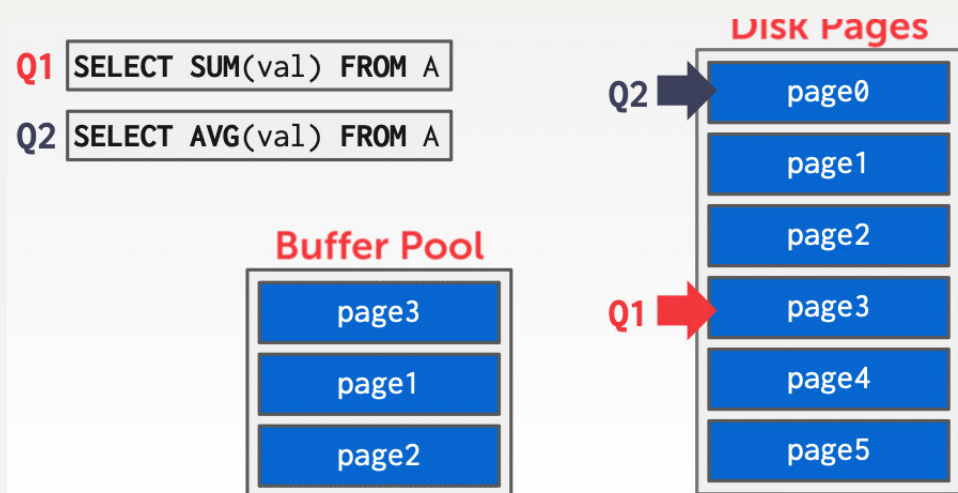 Q1 SELECT SUM(val) FROM A
Q2 SELECT AVG(val) FROM A
Buffer Pool
page3
page1
page2
Disk Pages
Q2 page0
page1
page2
Q1 page3
page4
page5